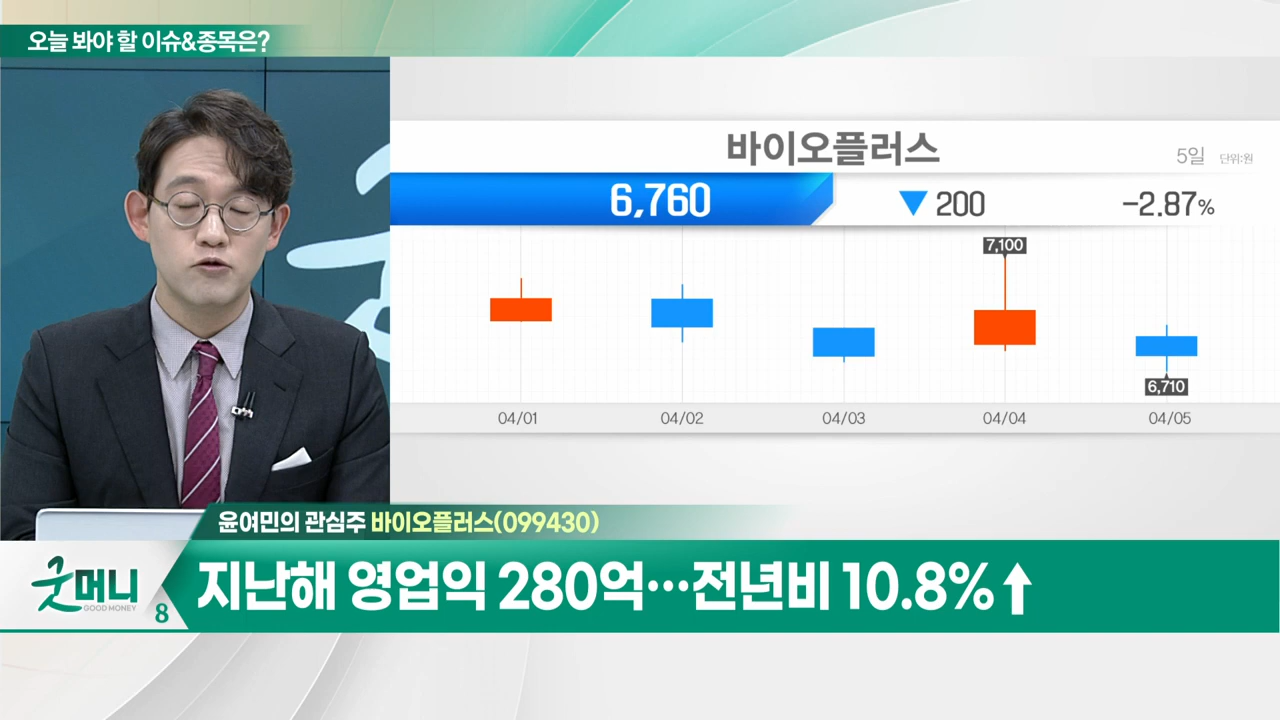 오늘 봐야 할 이슈&종목은?
바이오플러스
5일 단위:원
6,760 ▼ 200 -2.87%
7,100
6,710
04/01 04/02 04/03 04/04 04/05
윤여민의 관심주 바이오플러스(099430)
굿머니
GOOD MONEY
8
지난해 영업익 280억…전년비 10.8%↑